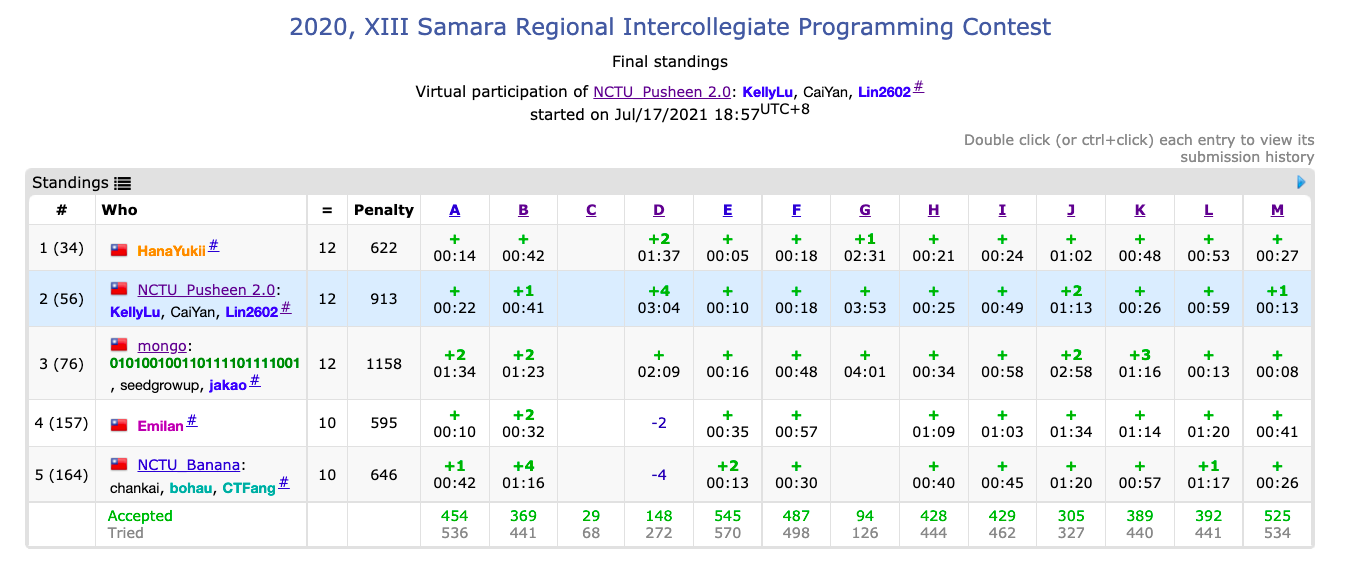 2020, XIII Samara Regional Intercollegiate Programming Contest
Final standings
Virtual participation of NCTU_Pusheen 2.0: KellyLu, CaiYan, Lin2602 #
started on Jul/17/2021 18:57 UTC+8
Double click (or ctrl+click) each entry to view its
submission history
Standings
# Who = Penalty A B C D E F G H I J K L M
1 (34) HanaYukii # 12 622 + + +2 + + +1 + + + + + +
00:14 00:42 01:37 00:05 00:18 02:31 00:21 00:24 01:02 00:48 00:53 00:27
2 (56) NCTU_Pusheen 2.0: 12 913 + +1 +4 + + + + + +2 + + +1
KellyLu, CaiYan, Lin2602 # 00:22 00:41 03:04 00:10 00:18 03:53 00:25 00:49 01:13 00:26 00:59 00:13
3 (76) mongo: 12 1158 +2 +2 + + + + + + +2 +3 + +
010100100110111101111001 01:34 01:23 02:09 00:16 00:48 04:01 00:34 00:58 02:58 01:16 00:13 00:08
, seedgrowup, jakao #
4 (157) Emilan # 10 595 + +2 -2 + + + + + + + +
00:10 00:32 00:35 00:57 01:09 01:03 01:34 01:14 01:20 00:41
5 (164) NCTU_Banana: 10 646 +1 +4 -4 +2 + + + + + +1 +
chankai, bohau, CTFang # 00:42 01:16 00:13 00:30 00:40 00:45 01:20 00:57 01:17 00:26
Accepted 454 369 29 148 545 487 94 428 429 305 389 392 525
Tried 536 441 68 272 570 498 126 444 462 327 440 441 534